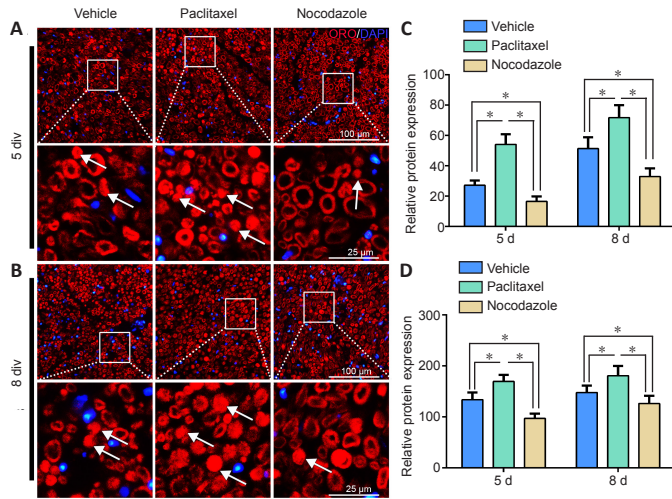 A
Vehicle
Paclitaxel
Nocodazole
ORO/DAPI
5 div
100 µm
25 µm
B
8 div
100 µm
25 µm
C
Vehicle
Paclitaxel
Nocodazole
Relative protein expression
100
80
60
40
20
0
*
*
*
*
*
*
5 d
8 d
D
Vehicle
Paclitaxel
Nocodazole
Relative protein expression
300
200
100
0
*
*
*
*
*
*
5 d
8 d